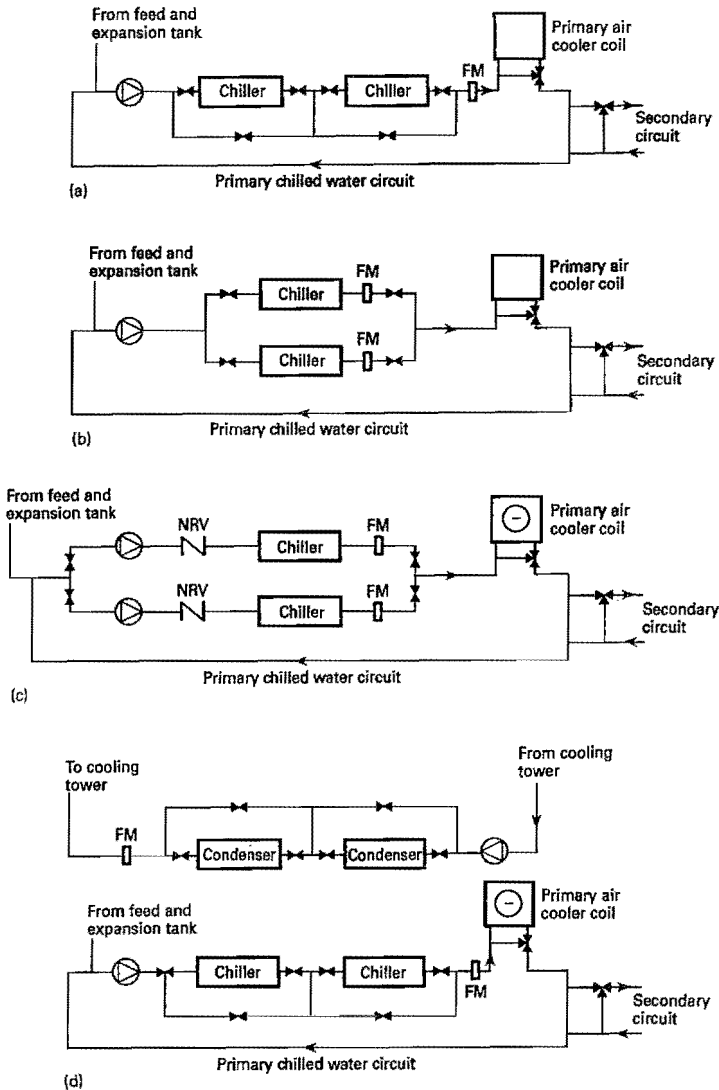 From feed and
expansion tank
Primary air
cooler coil
FM
Chiller
Chiller
Secondary
circuit
Primary chilled water circuit
(a)
From feed and
expansion tank
FM
Primary air
cooler coil
Chiller
FM
Chiller
Secondary
circuit
Primary chilled water circuit
(b)
From feed and
expansion tank
NRV
FM
Primary air
cooler coil
Chiller
NRV
FM
Chiller
Secondary
circuit
Primary chilled water circuit
(c)
To cooling
tower
From cooling
tower
FM
Condenser
Condenser
From feed and
expansion tank
Primary air
cooler coil
Chiller
Chiller
FM
Secondary
circuit
Primary chilled water circuit
(d)